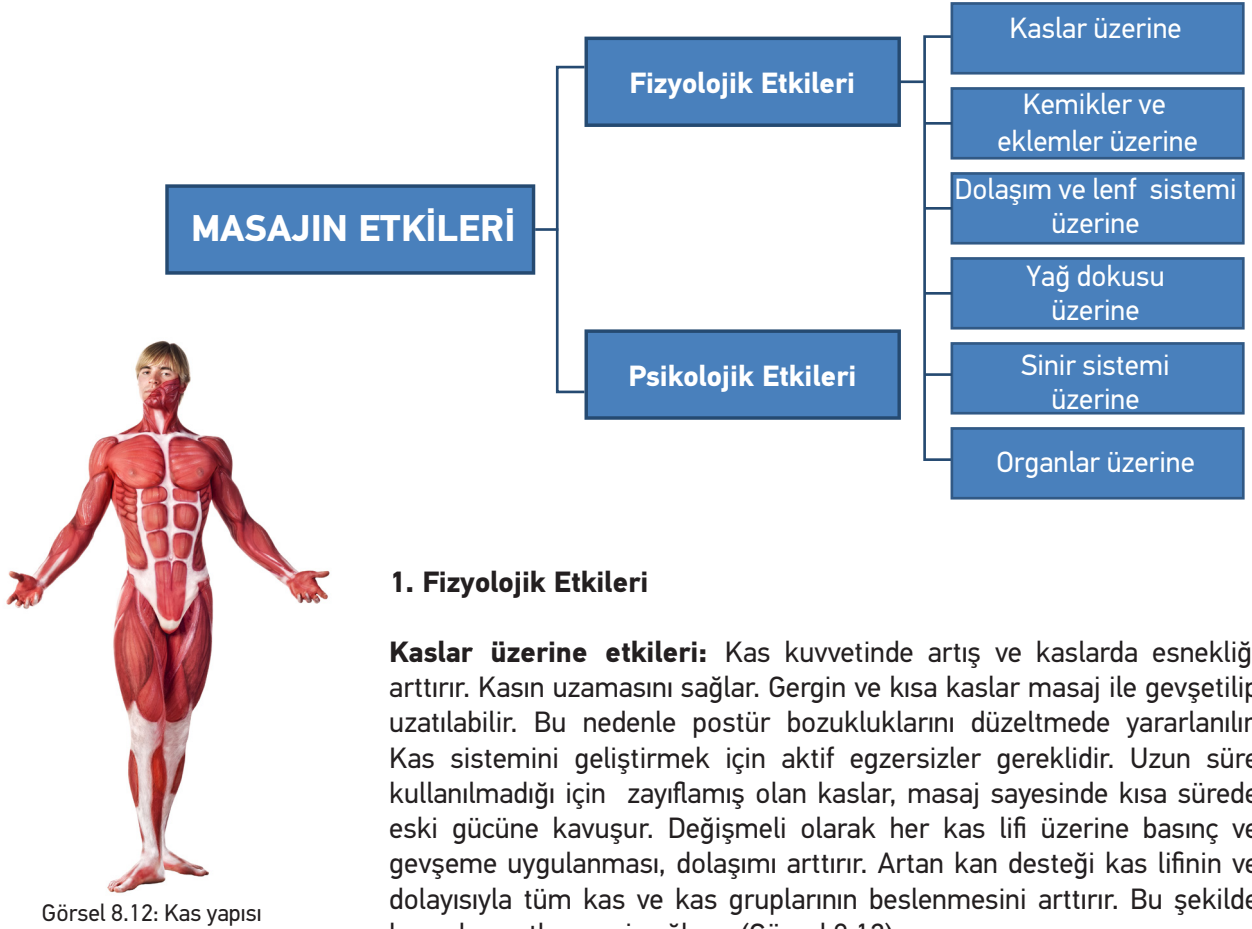 MASAJIN ETKİLERİ
Fizyolojik Etkileri
Psikolojik Etkileri
Kaslar üzerine
Kemikler ve
eklemler üzerine
Dolaşım ve lenf sistemi
üzerine
Yağ dokusu
üzerine
Sinir sistemi
üzerine
Organlar üzerine
1. Fizyolojik Etkileri
Kaslar üzerine etkileri: Kas kuvvetinde artış ve kaslarda esnekliğ
arttırır. Kasın uzamasını sağlar. Gergin ve kısa kaslar masaj ile gevşetilip
uzatılabilir. Bu nedenle postür bozukluklarını düzeltmede yararlanılır
Kas sistemini geliştirmek için aktif egzersizler gereklidir. Uzun süre
kullanılmadığı için zayıflamış olan kaslar, masaj sayesinde kısa sürede
eski gücüne kavuşur. Değişmeli olarak her kas lifi üzerine basınç ve
gevşeme uygulanması, dolaşımı arttırır. Artan kan desteği kas lifinin ve
dolayısıyla tüm kas ve kas gruplarının beslenmesini arttırır. Bu şekilde
Görsel 8.12: Kas yapısı